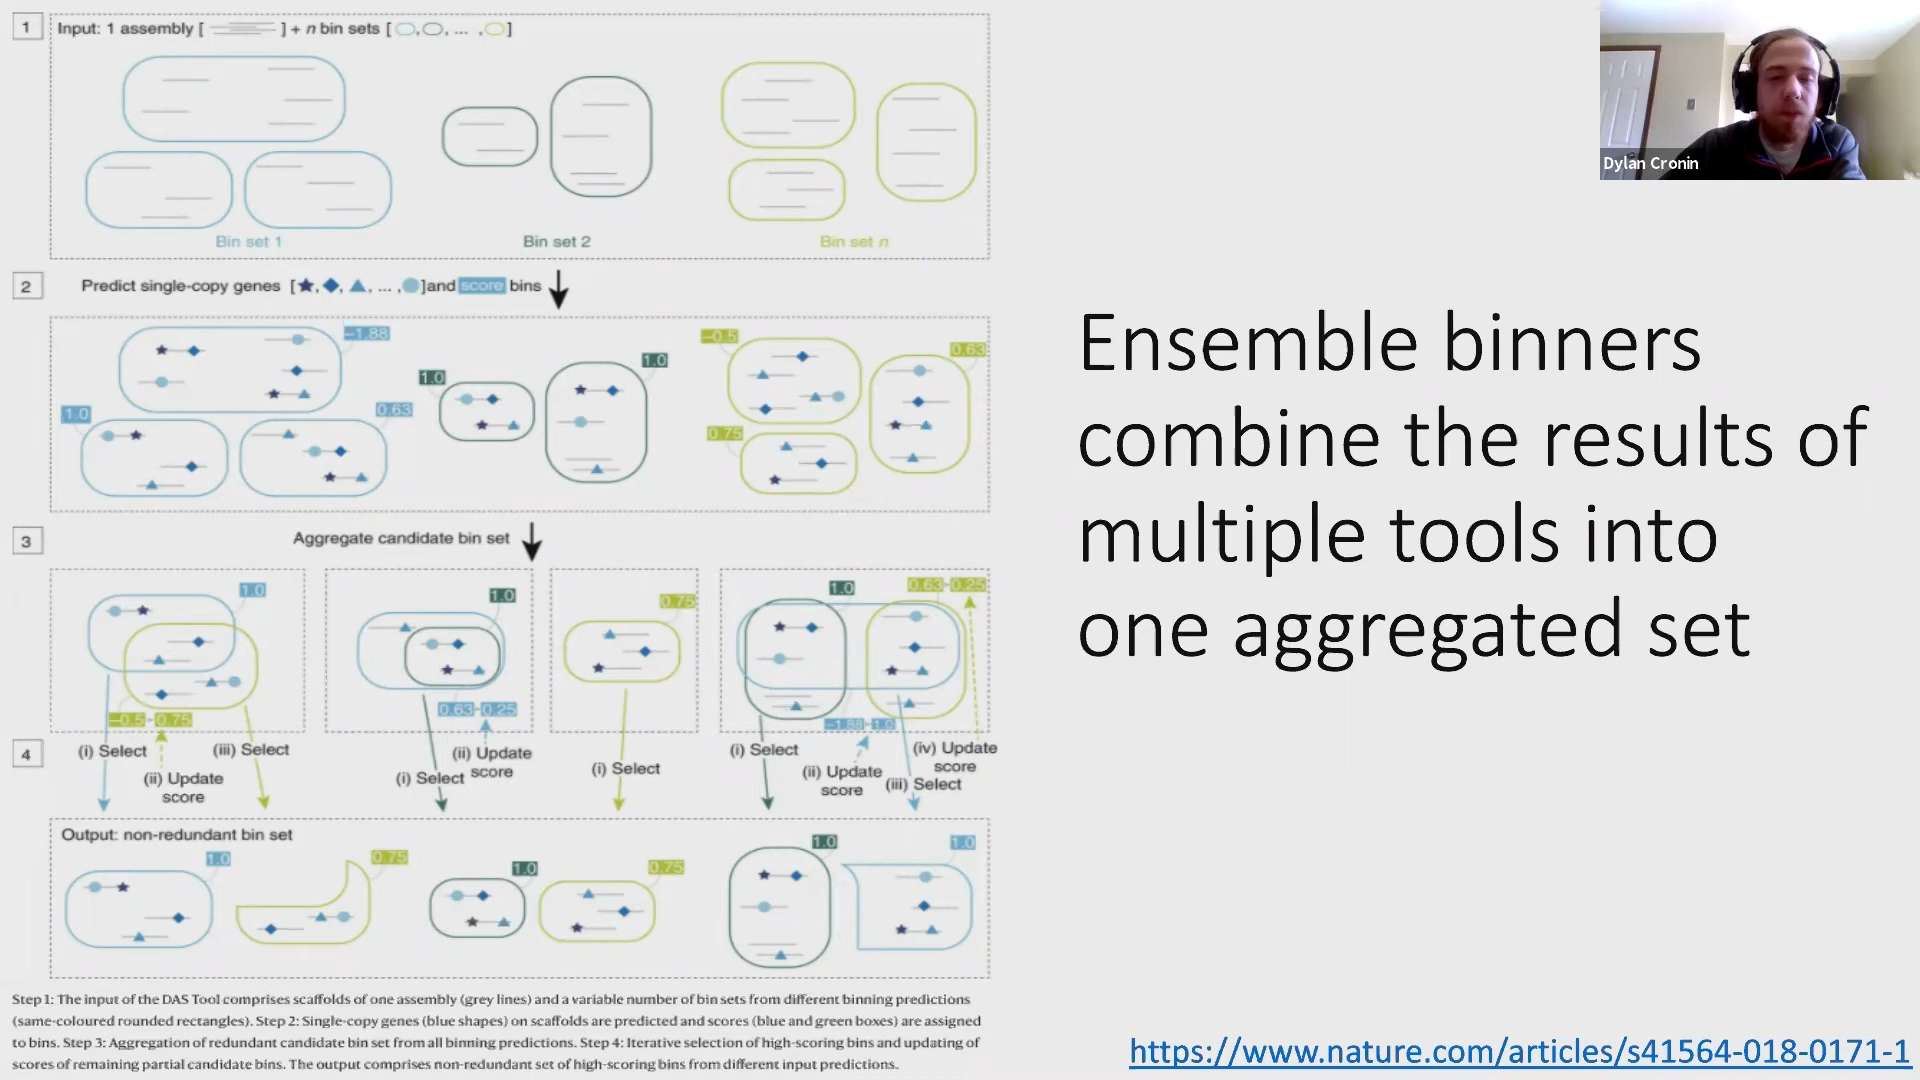 1
Input: 1 assembly [ ] + n bin sets [ , , ... , ]
Bin set 1
Bin set 2
Bin set n
2
Predict single-copy genes [ , , , ... , ] and score bins
-1.88
1.0
0.63
1.0
1.0
-0.5
0.63
0.75
3
Aggregate candidate bin set
1.0
-0.5 0.75
1.0
0.63 0.25
0.75
1.0
0.63 0.25
-1.88 1.0
4
(i) Select
(ii) Update
score
(iii) Select
(i) Select
(ii) Update
score
(i) Select
(i) Select
(ii) Update
score
(iii) Select
(iv) Update
score
Output: non-redundant bin set
1.0
0.75
1.0
0.75
1.0
1.0
Step 1: The input of the DAS Tool comprises scaffolds of one assembly (grey lines) and a variable number of bin sets from different binning predictions
(same-coloured rounded rectangles). Step 2: Single-copy genes (blue shapes) on scaffolds are predicted and scores (blue and green boxes) are assigned
to bins. Step 3: Aggregation of redundant candidate bin set from all binning predictions. Step 4: Iterative selection of high-scoring bins and updating of
scores of remaining partial candidate bins. The output comprises non-redundant set of high-scoring bins from different input predictions.
Dylan Cronin
Ensemble binners
combine the results of
multiple tools into
one aggregated set
https://www.nature.com/articles/s41564-018-0171-1